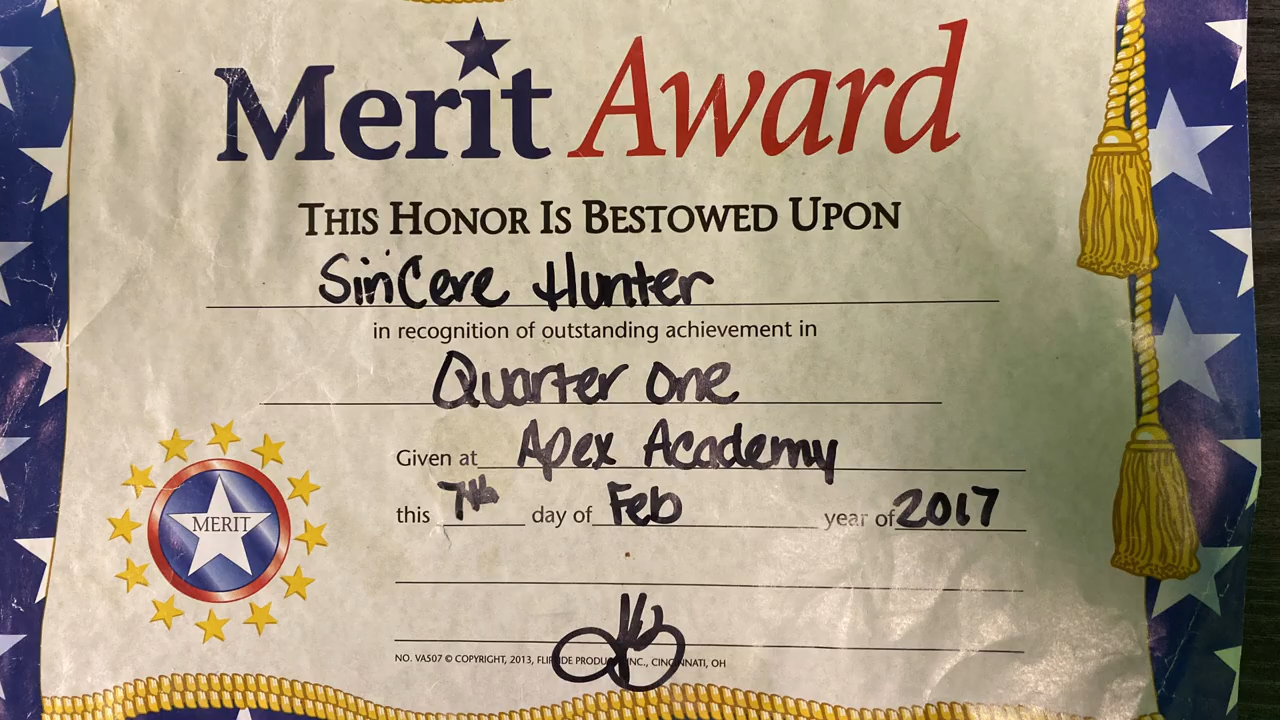 Merit Award
THIS HONOR IS BESTOWED UPON
SinCere Hunter
in recognition of outstanding achievement in
Quarter one
Given at Apex Academy
this 7th day of Feb year of 2017
MERIT
NO. VA507 © COPYRIGHT, 2013, INC., OH